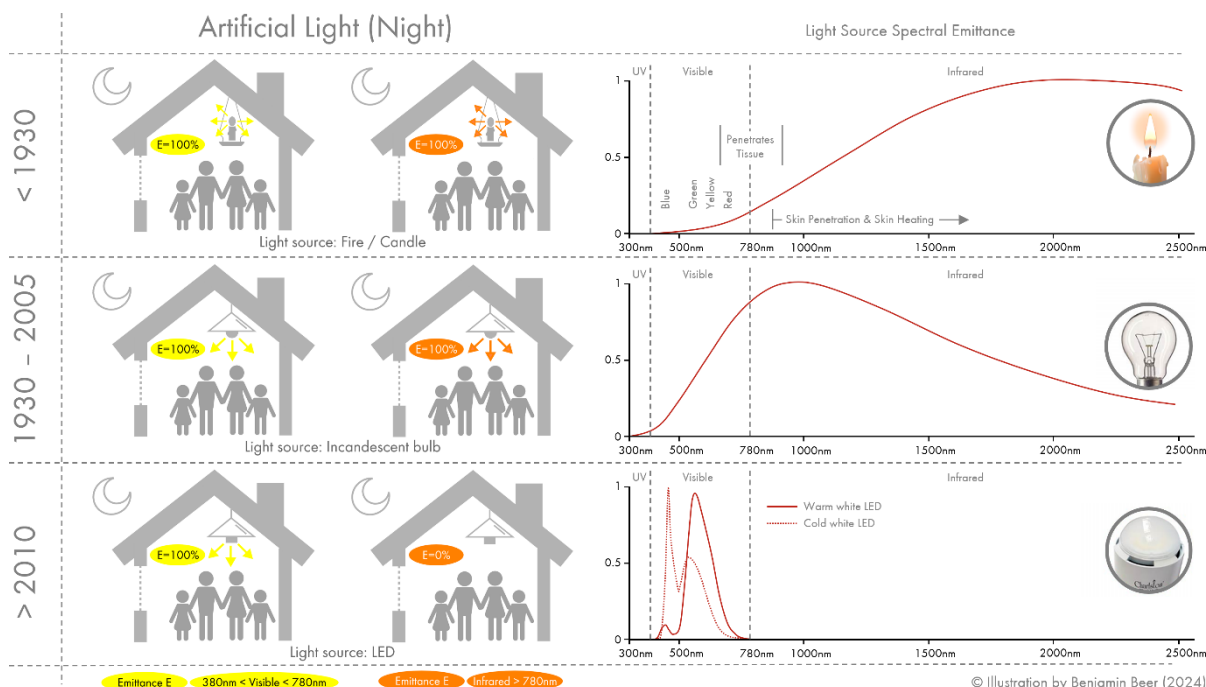 Artificial Light (Night)
Light Source Spectral Emittance
< 1930
E=100%
E=100%
Light source: Fire / Candle
UV
Visible
Infrared
1
0.5
0
Penetrates
Tissue
Blue
Green
Yellow
Red
Skin Penetration & Skin Heating
300nm
500nm
780nm
1000nm
1500nm
2000nm
2500nm
1930 – 2005
E=100%
E=100%
Light source: Incandescent bulb
UV
Visible
Infrared
1
0.5
0
300nm
500nm
780nm
1000nm
1500nm
2000nm
2500nm
> 2010
E=100%
E=0%
Light source: LED
UV
Visible
Infrared
1
0.5
0
Warm white LED
Cold white LED
300nm
500nm
780nm
1000nm
1500nm
2000nm
2500nm
Emittance E
380nm < Visible < 780nm
Emittance E
Infrared > 780nm
© Illustration by Benjamin Beer (2024)